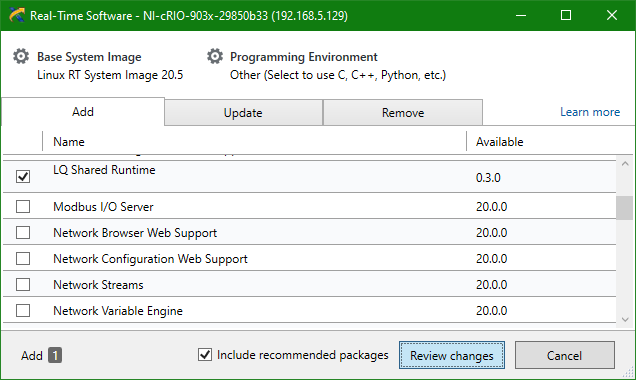 Real-Time Software - NI-cRIO-903x-29850b33 (192.168.5.129)
Base System Image
Linux RT System Image 20.5
Programming Environment
Other (Select to use C, C++, Python, etc.)
Add
Update
Remove
Learn more
Name
Available
LQ Shared Runtime
0.3.0
Modbus I/O Server
20.0.0
Network Browser Web Support
20.0.0
Network Configuration Web Support
20.0.0
Network Streams
20.0.0
Network Variable Engine
20.0.0
Add 1
Include recommended packages
Review changes
Cancel